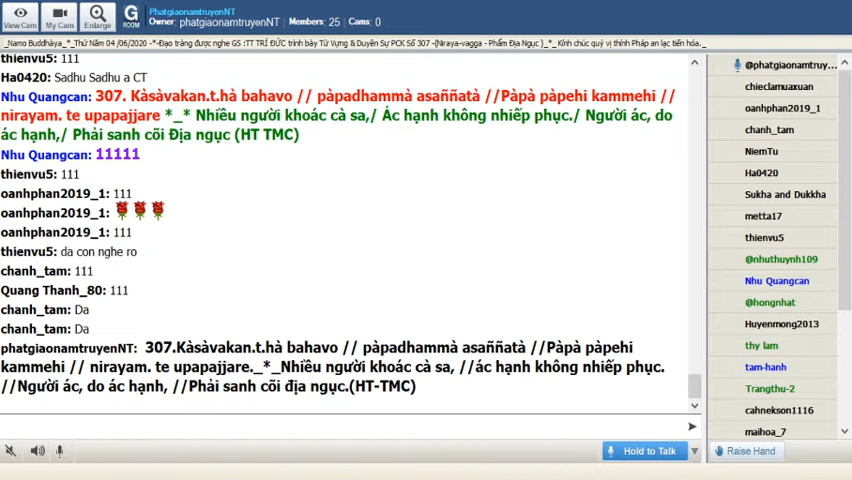 View Cam
My Cam
Enlarge
G ROOM
PhatgiaonamtruyenNT
Owner: phatgiaonamtruyenNT Members: 25 Cams: 0
_Namo Buddhàya_*_Thứ Năm 04 /06/2020 -*-Đạo tràng được nghe GS :TT TRÍ ĐỨC trình bày Từ Vựng & Duyên Sự PCK Số 307 -(Niraya-vagga - Phẩm Địa Ngục )_*_ Kính chúc quý vị thính Pháp an lạc tiến hóa._
thienvu5: 111
Ha0420: Sadhu Sadhu a CT
Nhu Quangcan: 307. Kàsàvakan.t.hà bahavo // pàpadhammà asaññatà //Pàpà pàpehi kammehi //
nirayam. te upapajjare *_* Nhiều người khoác cà sa,/ Ác hạnh không nhiếp phục./ Người ác, do
ác hạnh,/ Phải sanh cõi Địa ngục (HT TMC)
Nhu Quangcan: 11111
thienvu5: 111
oanhphan2019_1: 111
oanhphan2019_1:
oanhphan2019_1: 111
thienvu5: da con nghe ro
chanh_tam: 111
Quang Thanh_80: 111
chanh_tam: Da
chanh_tam: Da
phatgiaonamtruyenNT: 307.Kàsàvakan.t.hà bahavo // pàpadhammà asaññatà //Pàpà pàpehi
kammehi // nirayam. te upapajjare._*_Nhiều người khoác cà sa, //ác hạnh không nhiếp phục.
//Người ác, do ác hạnh, //Phải sanh cõi địa ngục.(HT-TMC)
Hold to Talk
@phatgiaonamtruy...
chieclamuaxuan
oanhphan2019_1
chanh_tam
NiemTu
Ha0420
Sukha and Dukkha
metta17
thienvu5
@nhuthuynh109
Nhu Quangcan
@hongnhat
Huyenmong2013
thy lam
tam-hanh
Trangthu-2
cahnekson1116
maihoa_7
Raise Hand